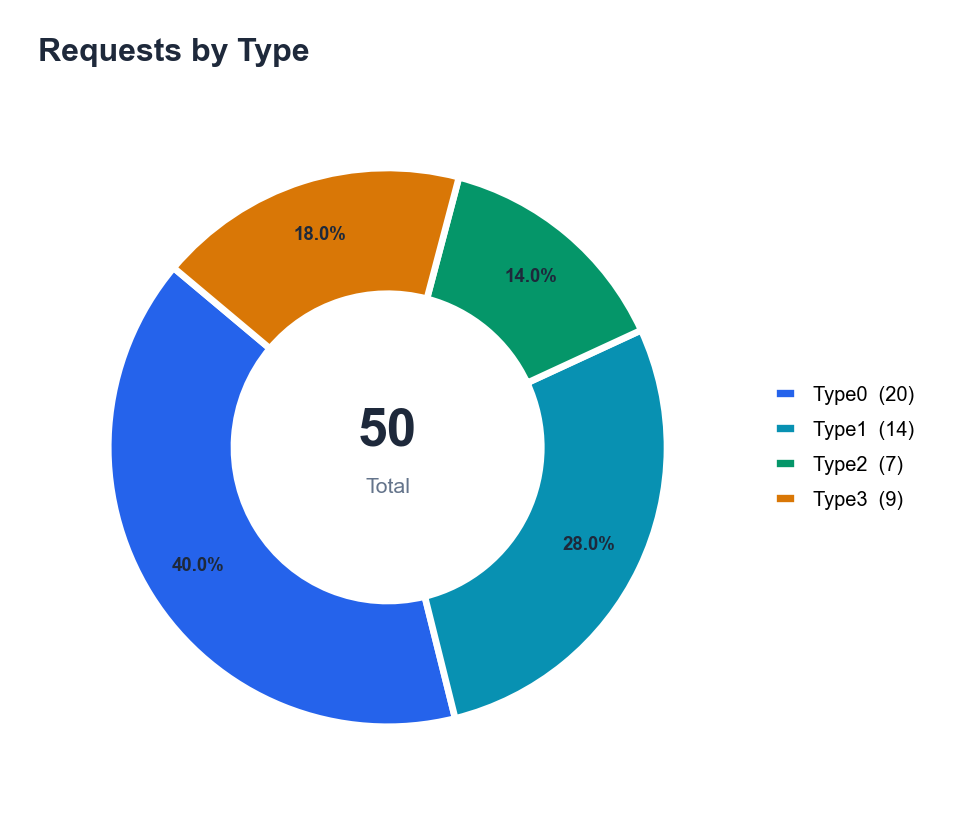 Requests by Type
18.0%
14.0%
50
Total
40.0%
28.0%
Type0 (20)
Type1 (14)
Type2 (7)
Type3 (9)